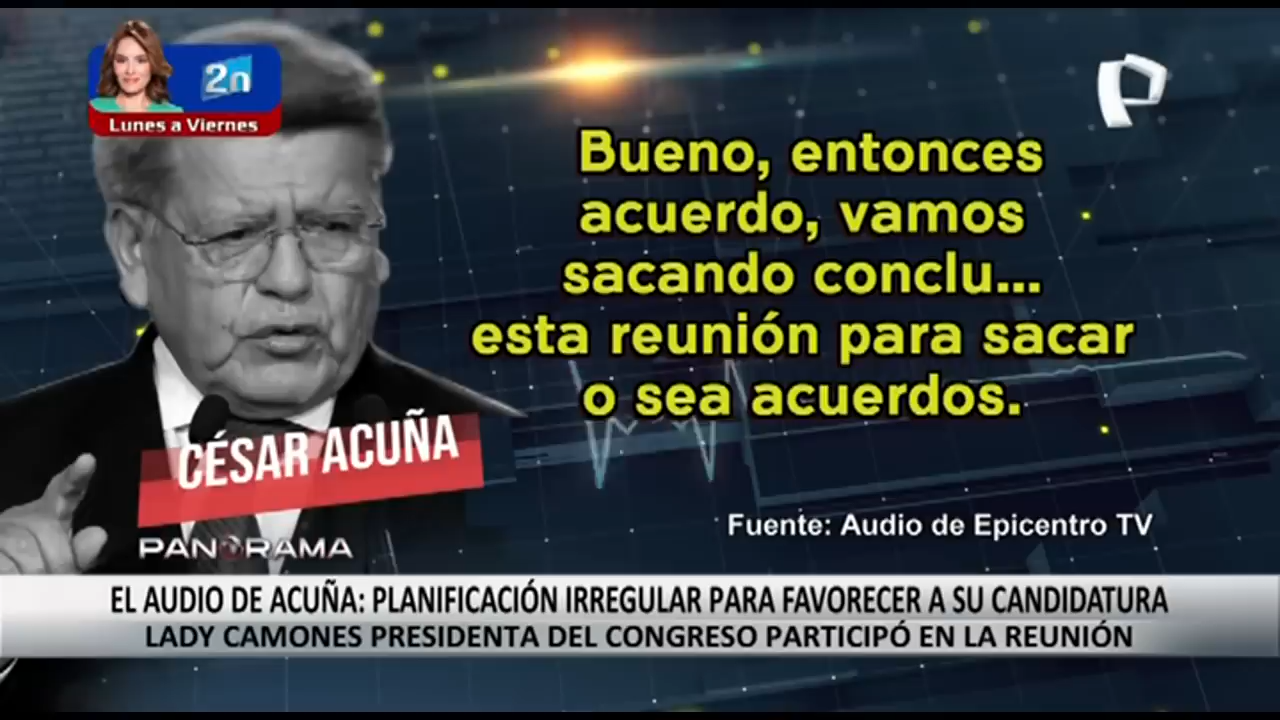 2n
Lunes a Viernes
Bueno, entonces
acuerdo, vamos
sacando conclu...
esta reunión para sacar
o sea acuerdos.
CÉSAR ACUÑA
PANORAMA
Fuente: Audio de Epicentro TV
EL AUDIO DE ACUÑA: PLANIFICACIÓN IRREGULAR PARA FAVORECER A SU CANDIDATURA
LADY CAMONES PRESIDENTA DEL CONGRESO PARTICIPÓ EN LA REUNIÓN